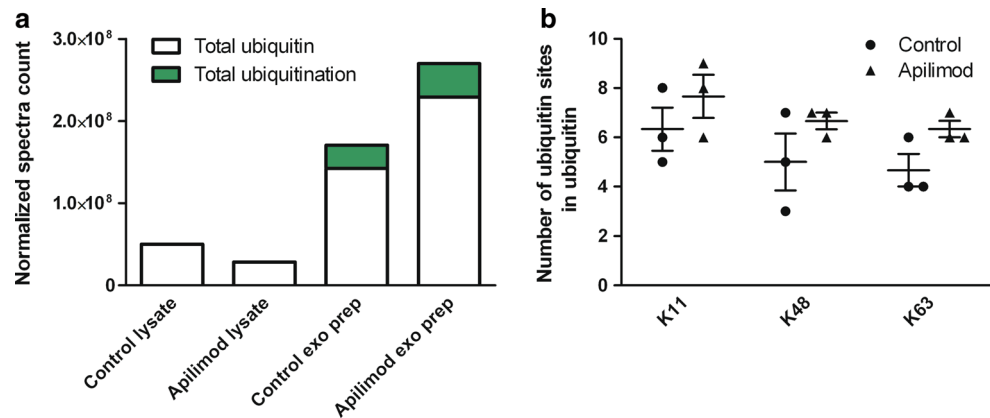 a
Normalized spectra count
3.0×10⁸
2.0×10⁸
1.0×10⁸
0
Total ubiquitin
Total ubiquitination
Control lysate
Apilimod lysate
Control exo prep
Apilimod exo prep
b
Number of ubiquitin sites
in ubiquitin
10
8
6
4
2
0
Control
Apilimod
K11
K48
K63